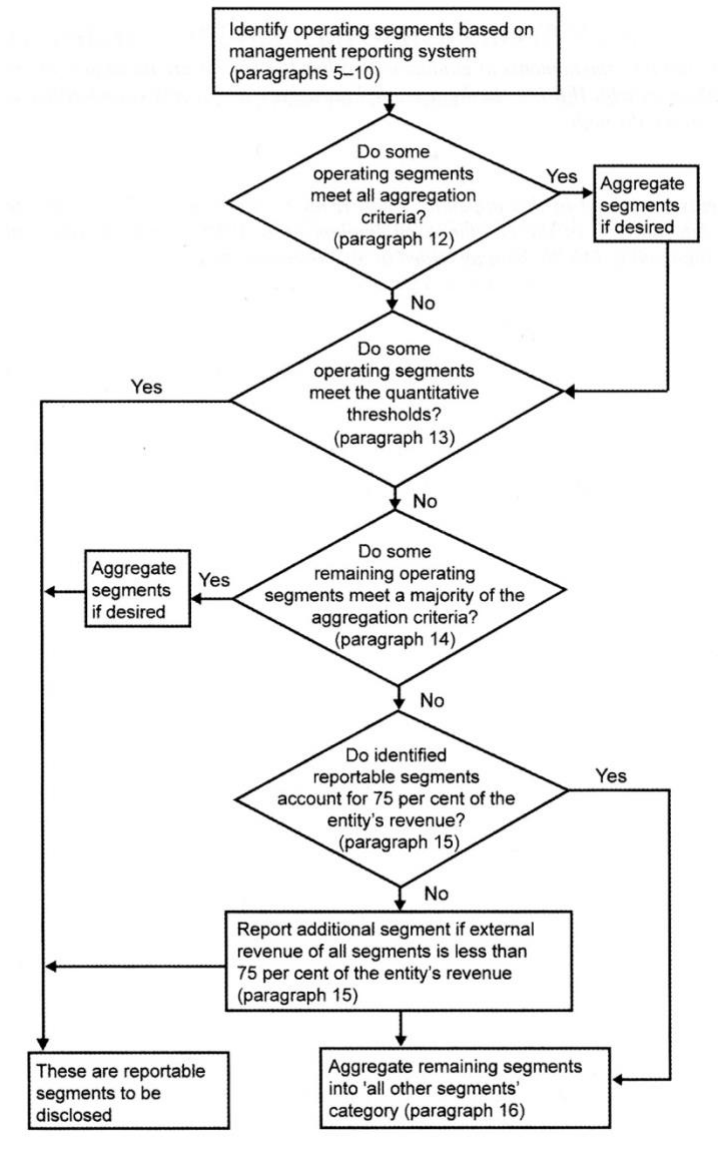 Identify operating segments based on
management reporting system
(paragraphs 5–10)
Do some
operating segments
meet all aggregation
criteria?
(paragraph 12)
Yes
Aggregate
segments
if desired
No
Do some
operating segments
meet the quantitative
thresholds?
(paragraph 13)
Yes
No
Do some
remaining operating
segments meet a majority of the
aggregation criteria?
(paragraph 14)
Yes
Aggregate
segments
if desired
No
Do identified
reportable segments
account for 75 per cent of the
entity's revenue?
(paragraph 15)
Yes
No
Report additional segment if external
revenue of all segments is less than
75 per cent of the entity's revenue
(paragraph 15)
These are reportable
segments to be
disclosed
Aggregate remaining segments
into 'all other segments'
category (paragraph 16)